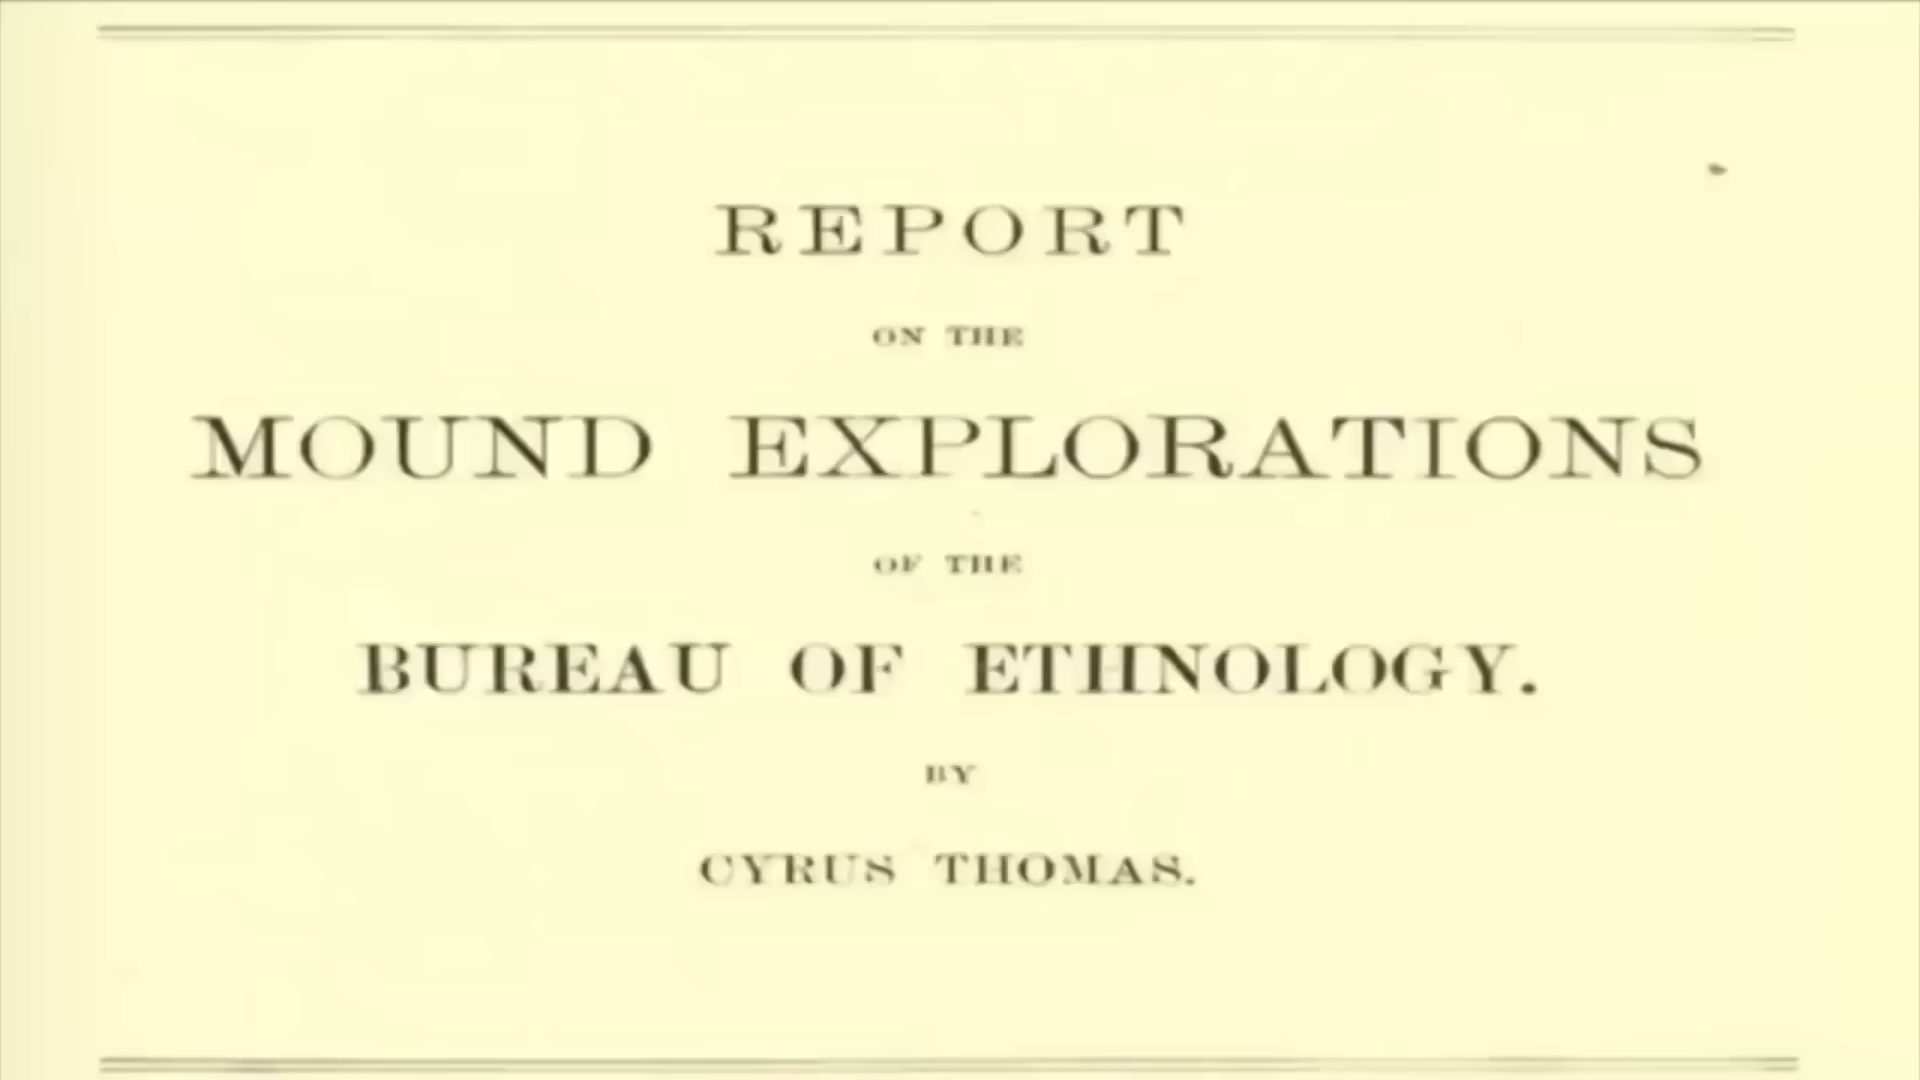 REPORT
ON THE
MOUND EXPLORATIONS
OF THE
BUREAU OF ETHNOLOGY.
BY
CYRUS THOMAS.